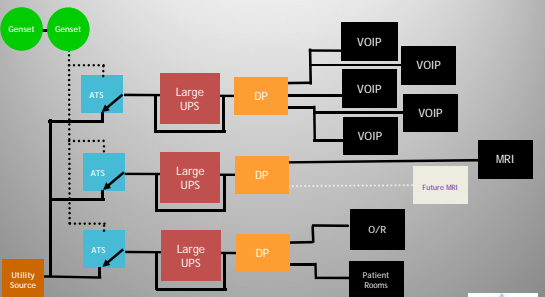 Genset
Genset
VOIP
VOIP
ATS
Large
UPS
DP
VOIP
VOIP
VOIP
ATS
Large
UPS
DP
MRI
Future MRI
O/R
ATS
Large
UPS
DP
Utility
Source
Patient
Rooms